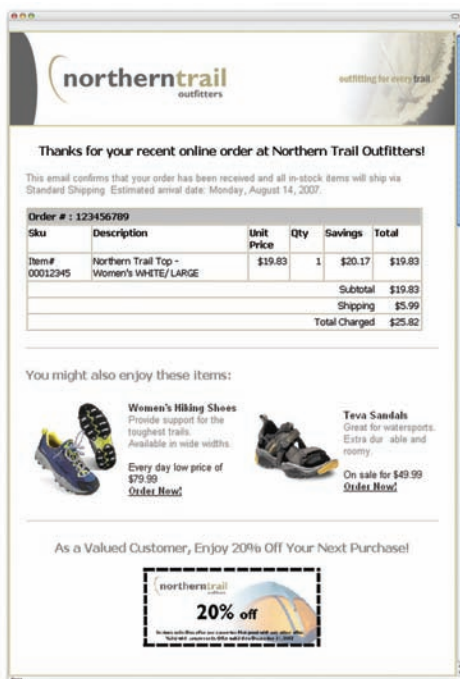 northerntrail
outfitters
outfitting for every trail
Thanks for your recent online order at Northern Trail Outfitters!
This email confirms that your order has been received and all in-stock items will ship via
Standard Shipping. Estimated arrival date: Monday, August 14, 2007.
Order # : 123456789
Sku Description Unit Price Qty Savings Total
Item# 00012345 Northern Trail Top - Women's WHITE/ LARGE $19.83 1 $20.17 $19.83
Subtotal $19.83
Shipping $5.99
Total Charged $25.82
You might also enjoy these items:
Women's Hiking Shoes
Provide support for the
toughest trails.
Available in wide widths.
Every day low price of
$79.99
Order Now!
Teva Sandals
Great for watersports.
Extra dur able and
roomy.
On sale for $49.99
Order Now!
As a Valued Customer, Enjoy 20% Off Your Next Purchase!
northerntrail
outfitters
20% off